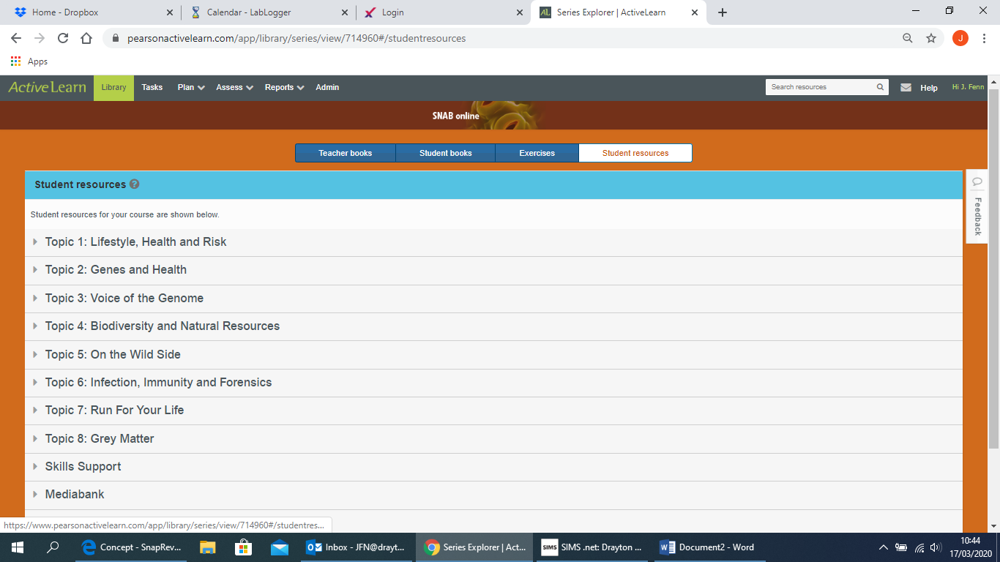 Home - Dropbox
Calendar - LabLogger
Login
AL Series Explorer | ActiveLearn
pearsonactivelearn.com/app/library/series/view/714960#/studentresources
J
Apps
ActiveLearn Library Tasks Plan Assess Reports Admin Search resources Help Hi J. Fenn
SNAB online
Teacher books Student books Exercises Student resources
Student resources ?
Student resources for your course are shown below.
Feedback
Topic 1: Lifestyle, Health and Risk
Topic 2: Genes and Health
Topic 3: Voice of the Genome
Topic 4: Biodiversity and Natural Resources
Topic 5: On the Wild Side
Topic 6: Infection, Immunity and Forensics
Topic 7: Run For Your Life
Topic 8: Grey Matter
Skills Support
Mediabank
https://www.pearsonactivelearn.com/app/library/series/view/714960#/studentres...
Concept - SnapRev... Inbox - JFN@drayt... Series Explorer | Act... SIMS SIMS .net: Drayton ... Document2 - Word 10:44
17/03/2020